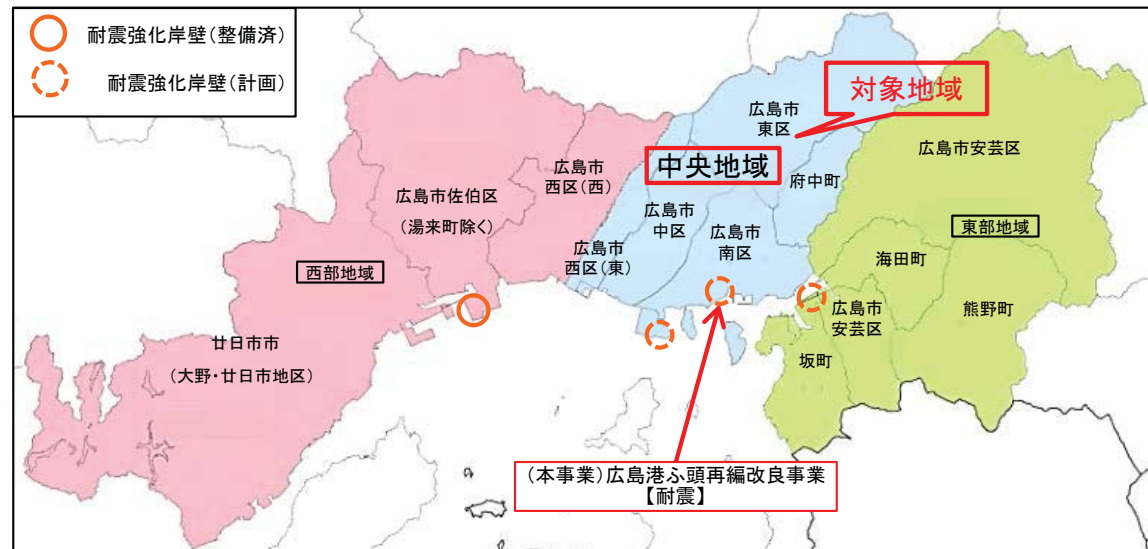 耐震強化岸壁（整備済）
耐震強化岸壁（計画）
対象地域
広島市
東区
広島市安芸区
中央地域
広島市
西区（西）
府中町
広島市佐伯区
（湯来町除く）
広島市
中区
広島市
南区
東部地域
広島市
西区（東）
海田町
西部地域
広島市
安芸区
熊野町
廿日市市
（大野・廿日市地区）
坂町
（本事業）広島港ふ頭再編改良事業
【耐震】